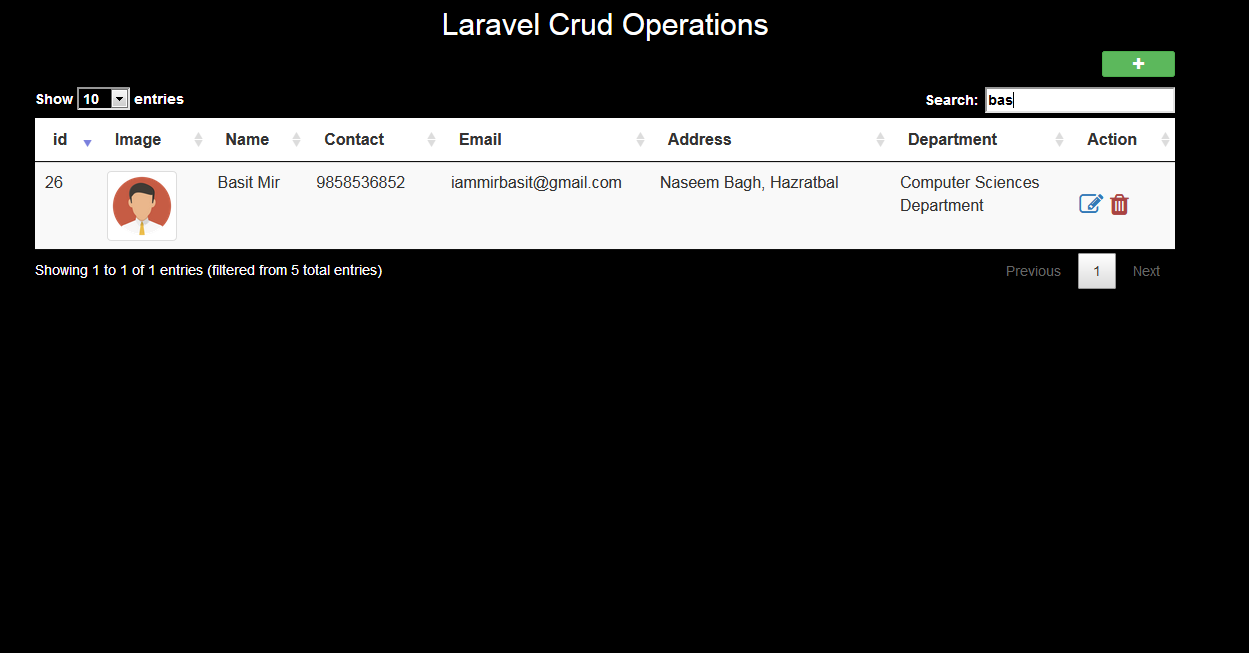 Laravel Crud Operations
+
Show 10 entries
Search: bas
id Image Name Contact Email Address Department Action
26 Basit Mir 9858536852 iammirbasit@gmail.com Naseem Bagh, Hazratbal Computer Sciences
Department
Showing 1 to 1 of 1 entries (filtered from 5 total entries)
Previous 1 Next